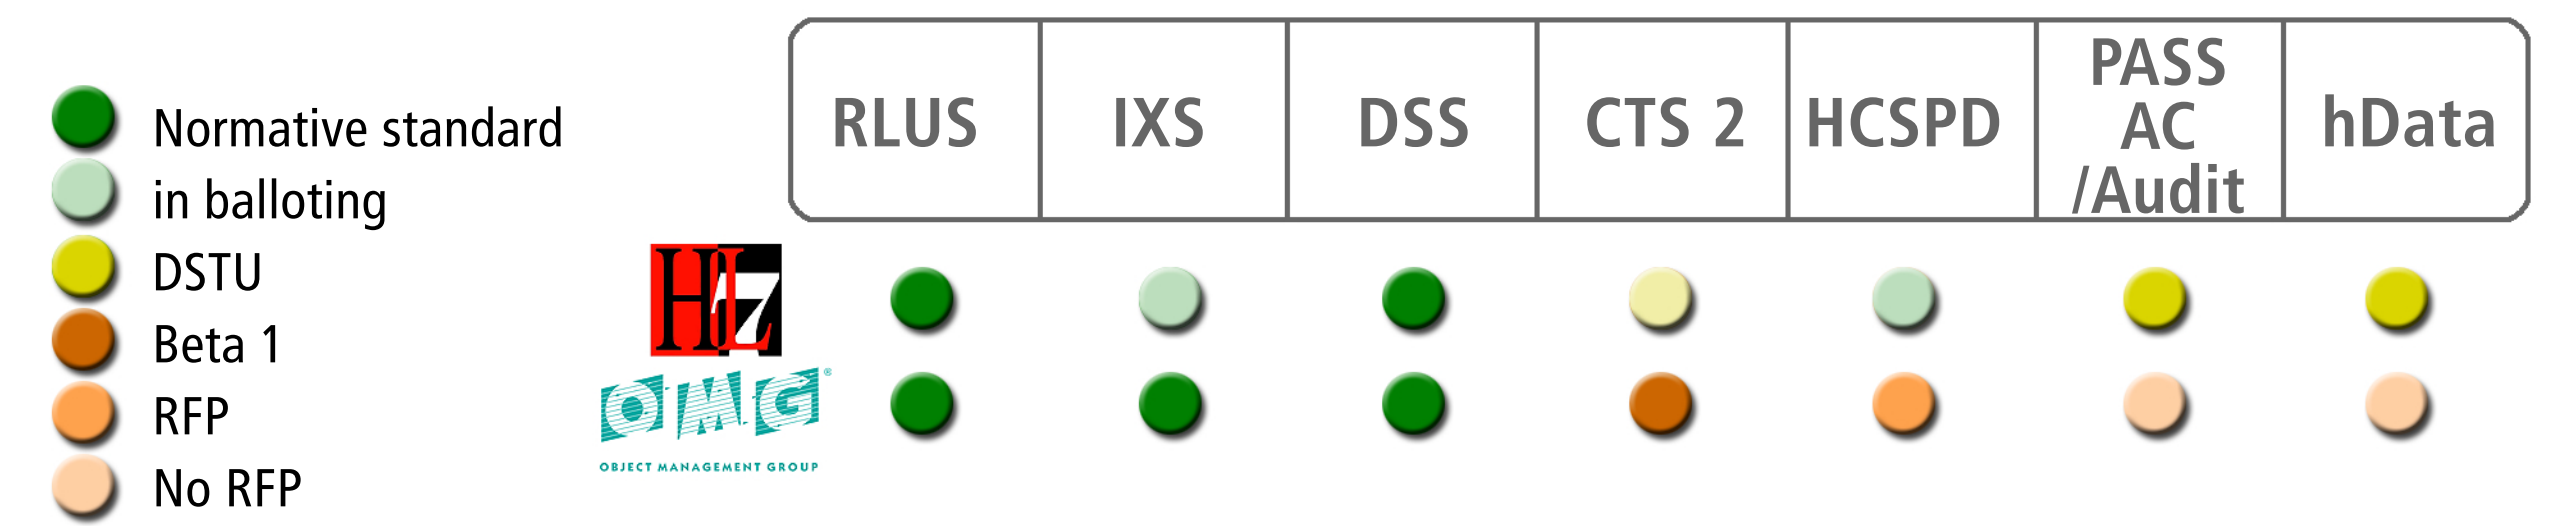 Normative standard
in balloting
DSTU
Beta 1
RFP
No RFP
RLUS
IXS
DSS
CTS 2
HCSPD
PASS
AC
/Audit
hData
HL7
OMG®
OBJECT MANAGEMENT GROUP